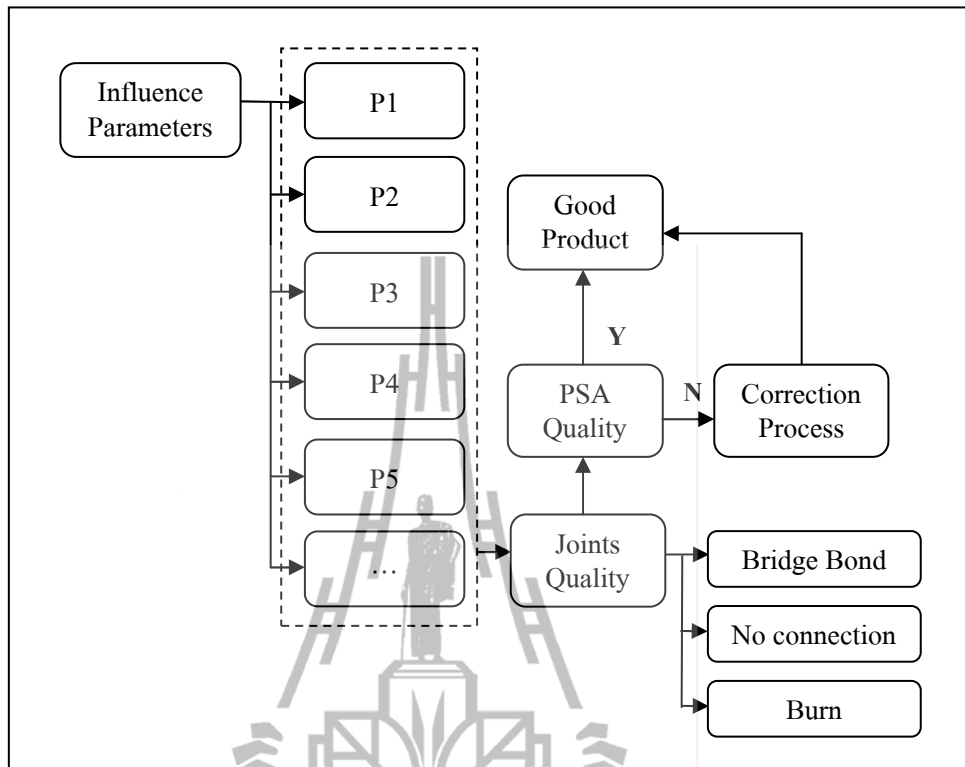 Influence
Parameters
P1
P2
P3
P4
P5
…
Good
Product
Y
PSA
Quality
N
Correction
Process
Joints
Quality
Bridge Bond
No connection
Burn